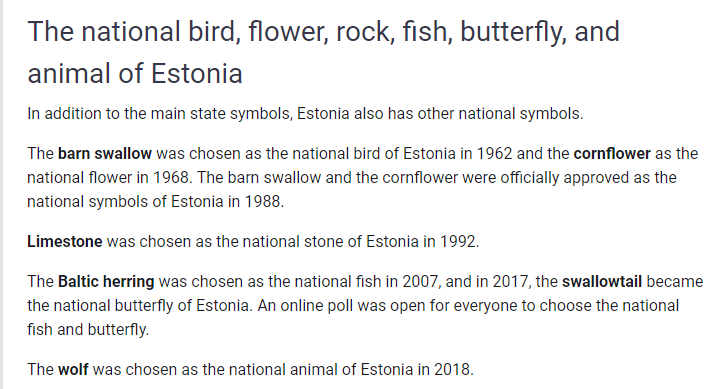 The national bird, flower, rock, fish, butterfly, and
animal of Estonia
In addition to the main state symbols, Estonia also has other national symbols.
The barn swallow was chosen as the national bird of Estonia in 1962 and the cornflower as the
national flower in 1968. The barn swallow and the cornflower were officially approved as the
national symbols of Estonia in 1988.
Limestone was chosen as the national stone of Estonia in 1992.
The Baltic herring was chosen as the national fish in 2007, and in 2017, the swallowtail became
the national butterfly of Estonia. An online poll was open for everyone to choose the national
fish and butterfly.
The wolf was chosen as the national animal of Estonia in 2018.